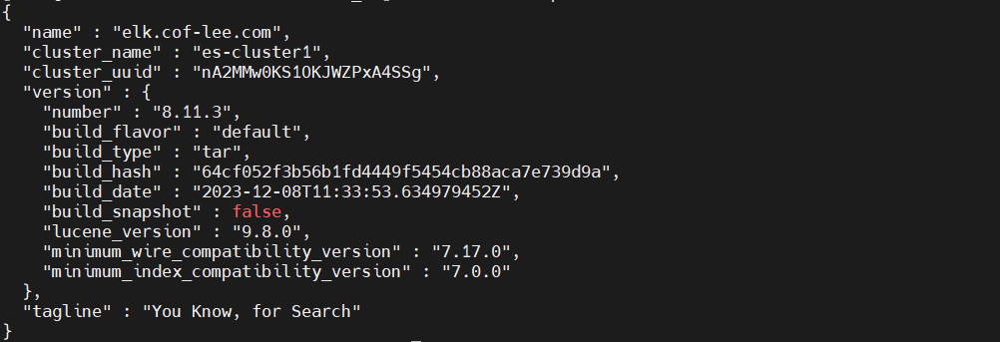 {
  "name" : "elk.cof-lee.com",
  "cluster_name" : "es-cluster1",
  "cluster_uuid" : "nA2MMw0KS1OKJWZPxA4SSg",
  "version" : {
    "number" : "8.11.3",
    "build_flavor" : "default",
    "build_type" : "tar",
    "build_hash" : "64cf052f3b56b1fd4449f5454cb88aca7e739d9a",
    "build_date" : "2023-12-08T11:33:53.634979452Z",
    "build_snapshot" : false,
    "lucene_version" : "9.8.0",
    "minimum_wire_compatibility_version" : "7.17.0",
    "minimum_index_compatibility_version" : "7.0.0"
  },
  "tagline" : "You Know, for Search"
}